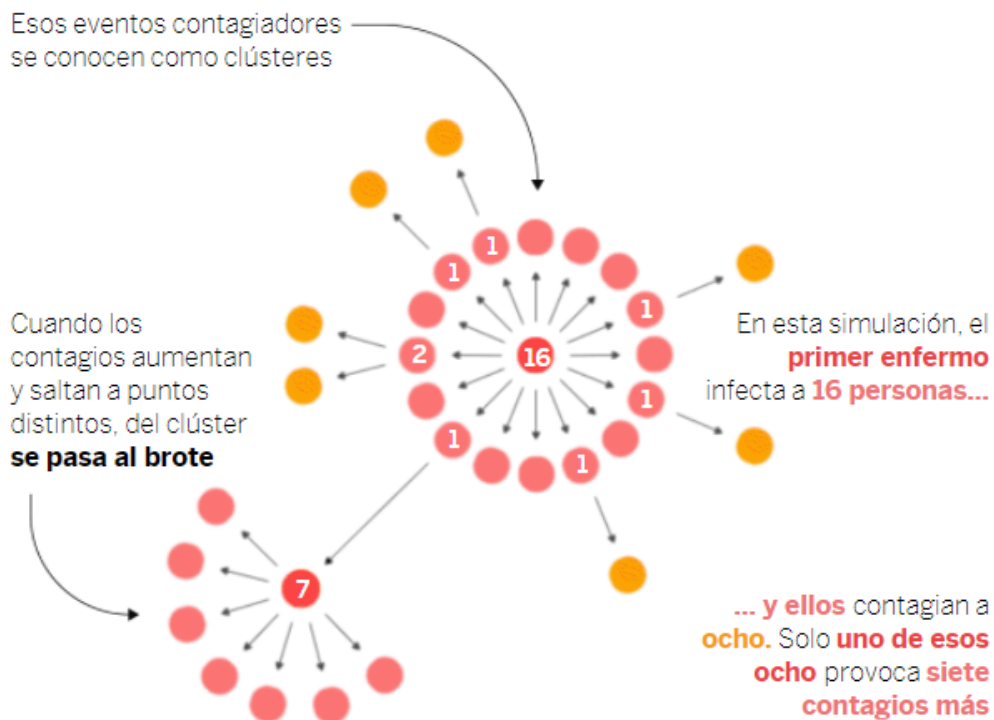 Esos eventos contagiadores
se conocen como clústeres
1
1
1
2
16
1
1
1
Cuando los
contagios aumentan
y saltan a puntos
distintos, del clúster
se pasa al brote
En esta simulación, el
primer enfermo
infecta a 16 personas...
7
... y ellos contagian a
ocho. Solo uno de esos
ocho provoca siete
contagios más